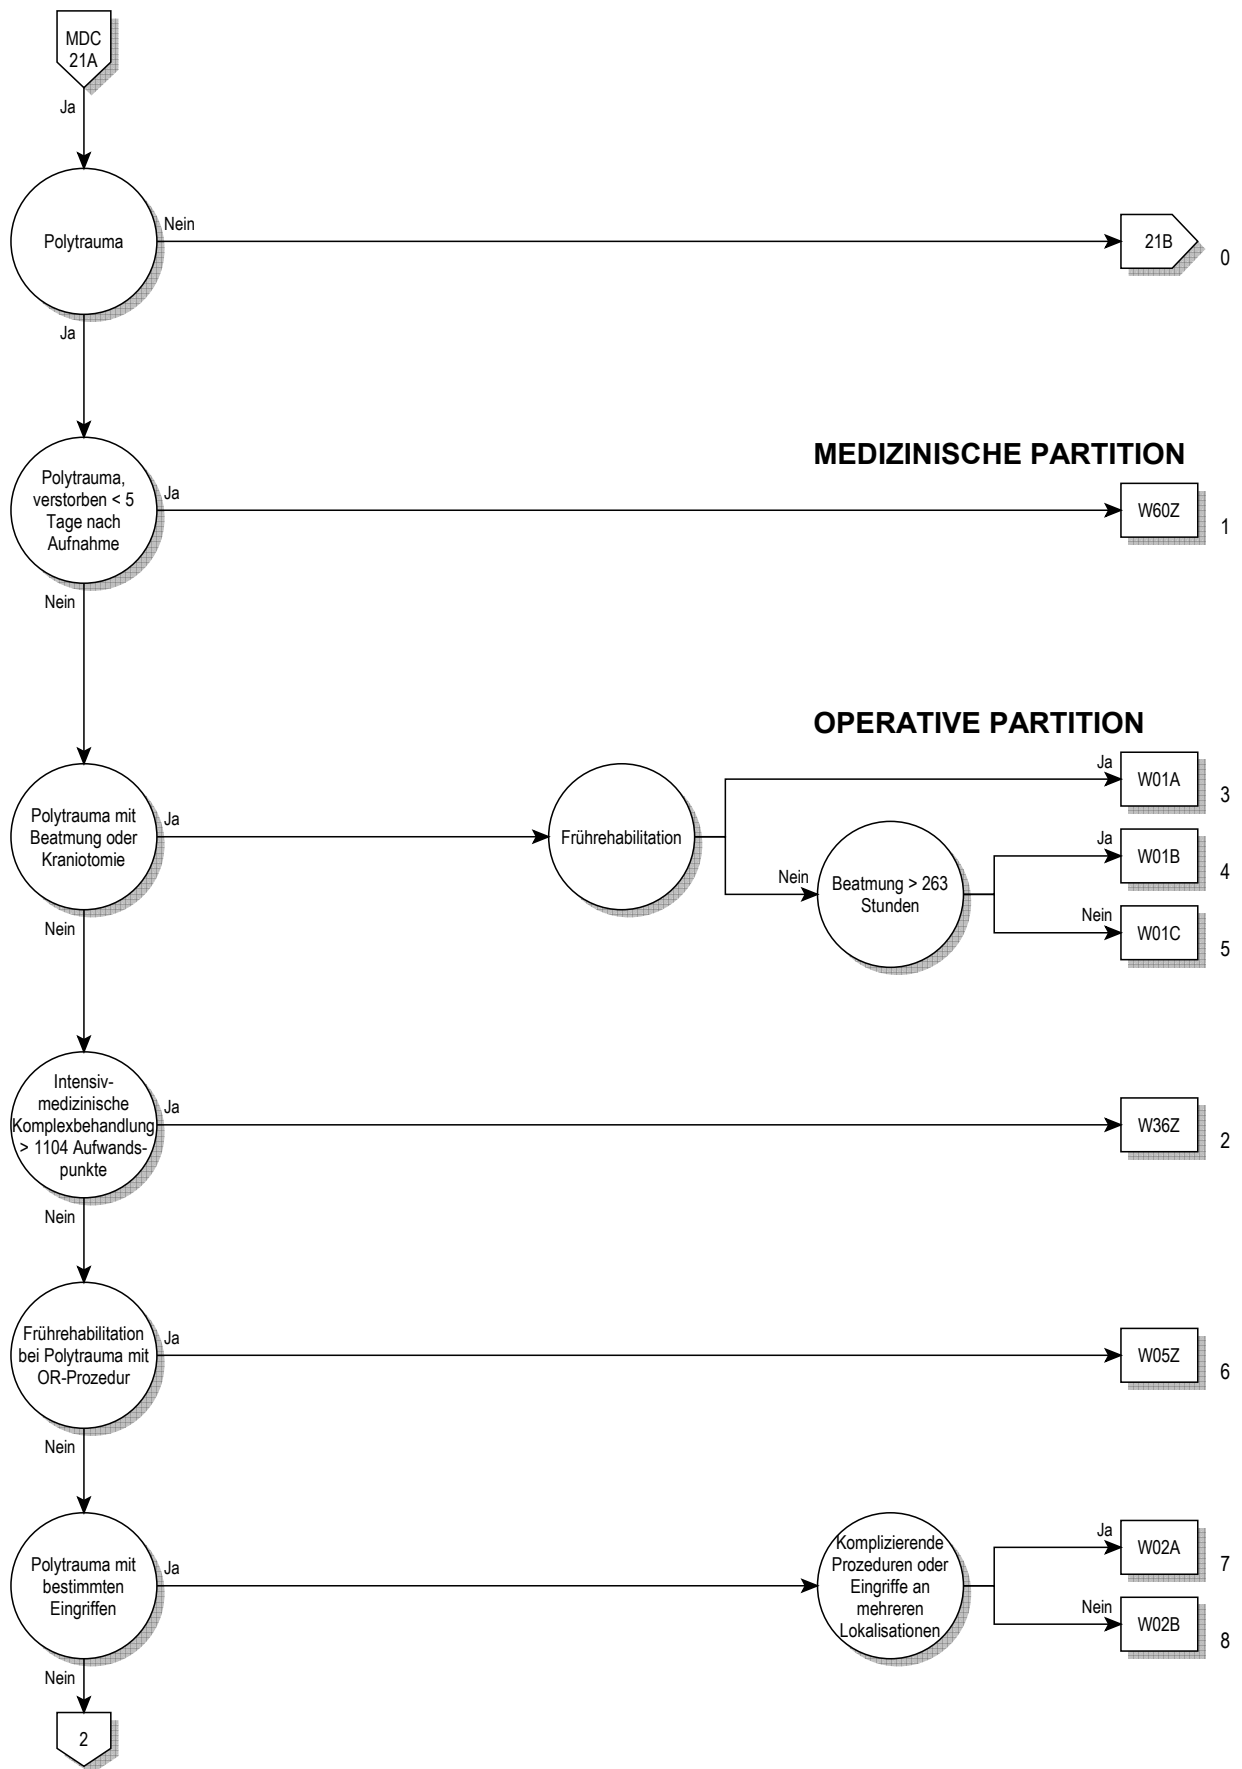 MDC
21A
Ja
Polytrauma
Nein
21B
0
Ja
MEDIZINISCHE PARTITION
Polytrauma,
verstorben < 5
Tage nach
Aufnahme
Ja
W60Z
1
Nein
OPERATIVE PARTITION
Polytrauma mit
Beatmung oder
Kraniotomie
Ja
Frührehabilitation
Ja
W01A
3
Nein
Beatmung > 263
Stunden
Ja
W01B
4
Nein
W01C
5
Nein
Intensiv-
medizinische
Komplexbehandlung
> 1104 Aufwands-
punkte
Ja
W36Z
2
Nein
Frührehabilitation
bei Polytrauma mit
OR-Prozedur
Ja
W05Z
6
Nein
Polytrauma mit
bestimmten
Eingriffen
Ja
Komplizierende
Prozeduren oder
Eingriffe an
mehreren
Lokalisationen
Ja
W02A
7
Nein
W02B
8
Nein
2